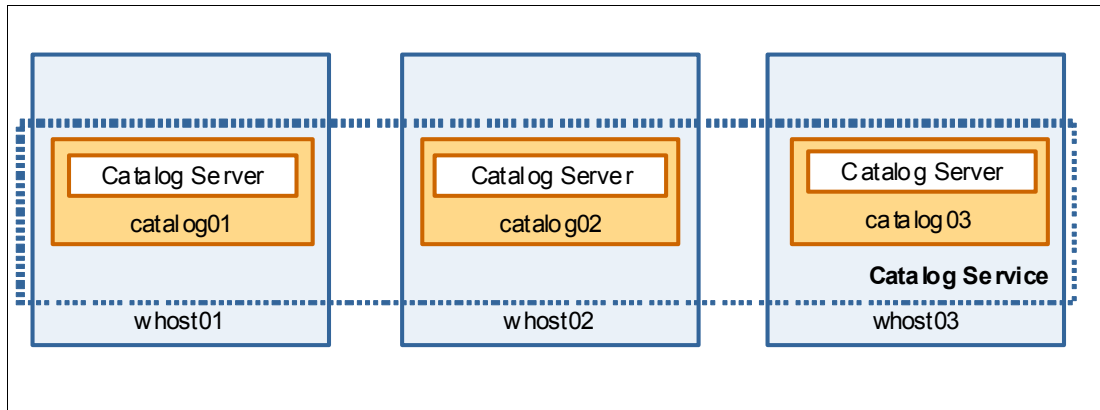 Catalog Server
Catalog Server
Catalog Server
catalog01
catalog02
catalog03
Catalog Service
whost01
whost02
whost03